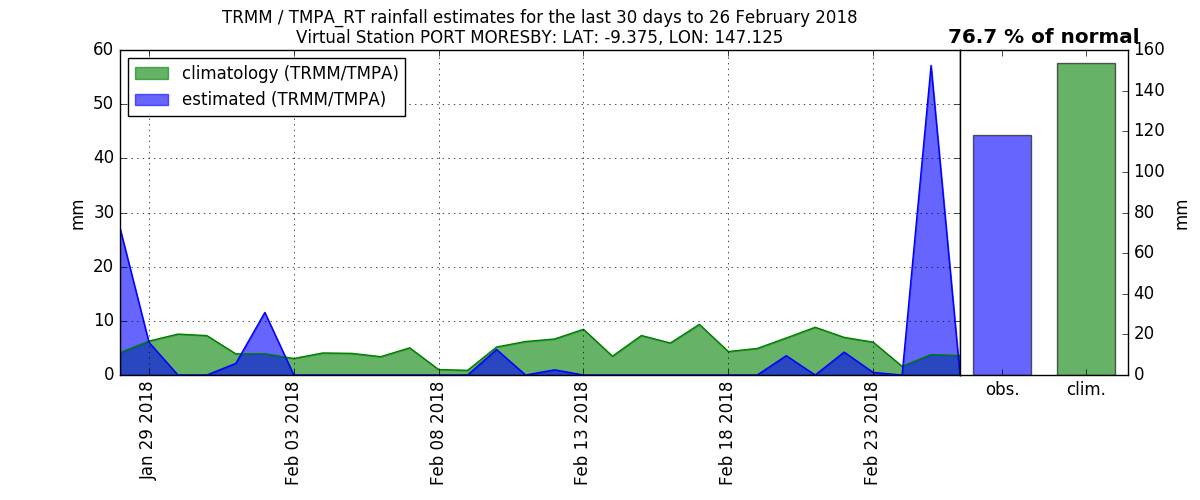 TRMM / TMPA_RT rainfall estimates for the last 30 days to 26 February 2018
Virtual Station PORT MORESBY: LAT: -9.375, LON: 147.125
76.7 % of normal
climatology (TRMM/TMPA)
estimated (TRMM/TMPA)
60
50
40
30
20
10
0
mm
160
140
120
100
80
60
40
20
0
mm
Jan 29 2018
Feb 03 2018
Feb 08 2018
Feb 13 2018
Feb 18 2018
Feb 23 2018
obs.
clim.